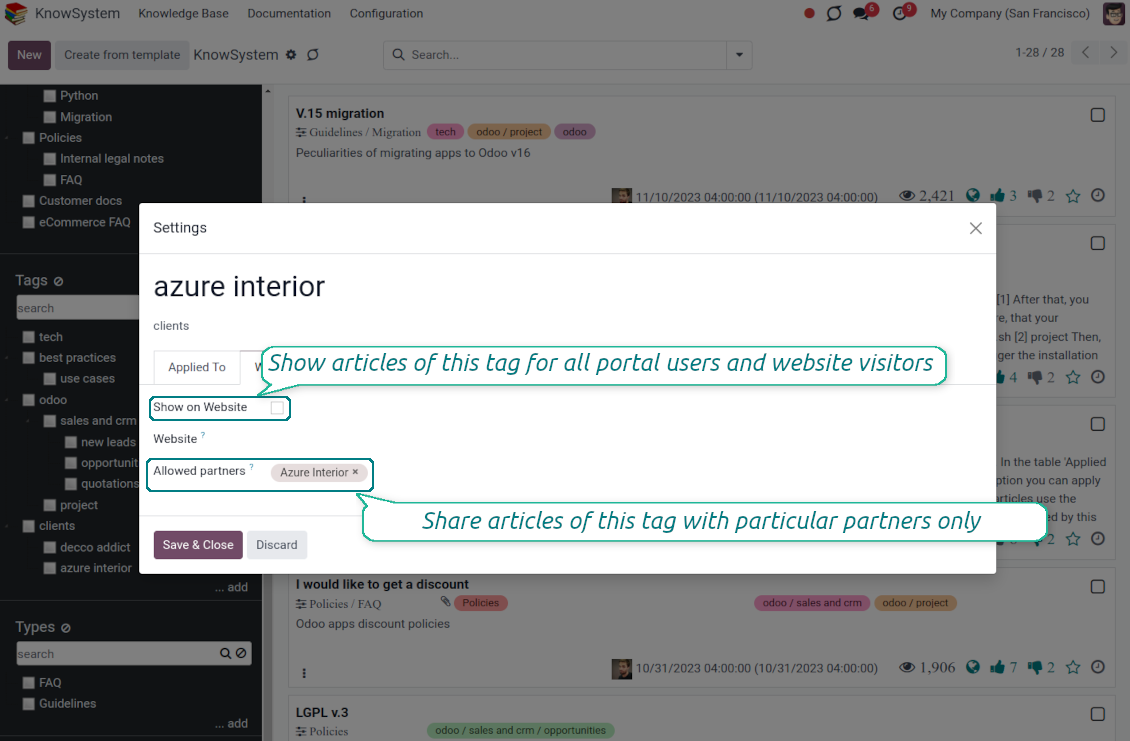 KnowSystem Knowledge Base Documentation Configuration 6 9 My Company (San Francisco)
New Create from template KnowSystem Search... 1-28 / 28
Python
Migration
Policies
Internal legal notes
FAQ
Customer docs
eCommerce FAQ
Tags
search
tech
best practices
use cases
odoo
sales and crm
new leads
opportunit
quotations
project
clients
decco addict
azure interior
... add
Types
search
FAQ
Guidelines
... add
V.15 migration
Guidelines / Migration tech odoo / project odoo
Peculiarities of migrating apps to Odoo v16
11/10/2023 04:00:00 (11/10/2023 04:00:00) 2,421 3 2
[1] After that, you
re, that your
sh [2] project Then,
ger the installation
4 2
In the table 'Applied
ption you can apply
articles use the
ed by this
2
Settings
azure interior
clients
Applied To W
Show articles of this tag for all portal users and website visitors
Show on Website
Website ?
Allowed partners ? Azure Interior ×
Share articles of this tag with particular partners only
Save & Close Discard
I would like to get a discount
Policies / FAQ Policies odoo / sales and crm odoo / project
Odoo apps discount policies
10/31/2023 04:00:00 (10/31/2023 04:00:00) 1,906 7 2
LGPL v.3
Policies odoo / sales and crm / opportunities